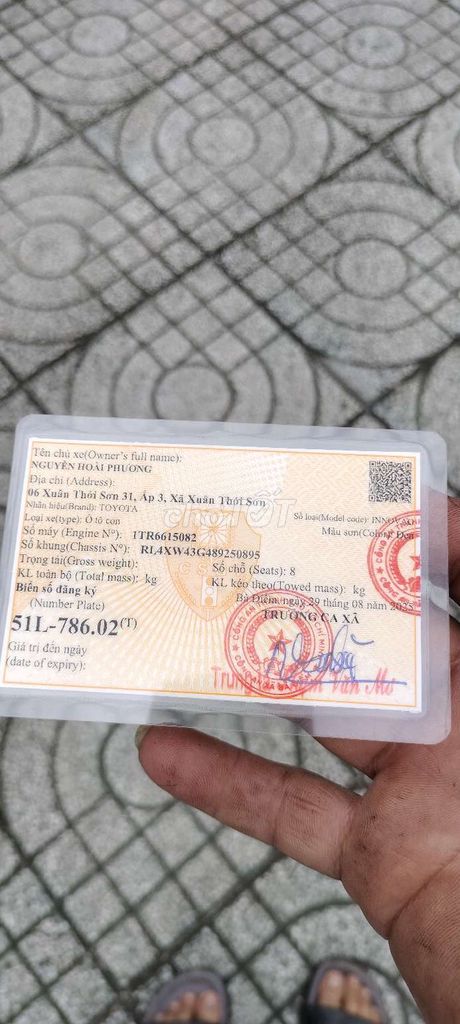 Tên chủ xe(Owner's full name):
NGUYỄN HOÀI PHƯƠNG
Địa chỉ (Address):
06 Xuân Thới Sơn 31, Ấp 3, Xã Xuân Thới Sơn
Nhãn hiệu(Brand): TOYOTA
Số loại(Model code): INNOVA
Loại xe(type): Ô tô con
Màu sơn(Color): Đen
Số máy (Engine N°): 1TR6615082
Số khung(Chassis N°): RL4XW43G489250895
Trọng tải(Gross weight):
Số chỗ (Seats): 8
KL toàn bộ (Total mass): kg
KL kéo theo(Towed mass): kg
Biển số đăng ký
(Number Plate)
Bà Điểm, ngày 29 tháng 08 năm 2025
TRƯỞNG CA XÃ
51L-786.02(T)
Giá trị đến ngày
(date of expiry):
chợTỐT